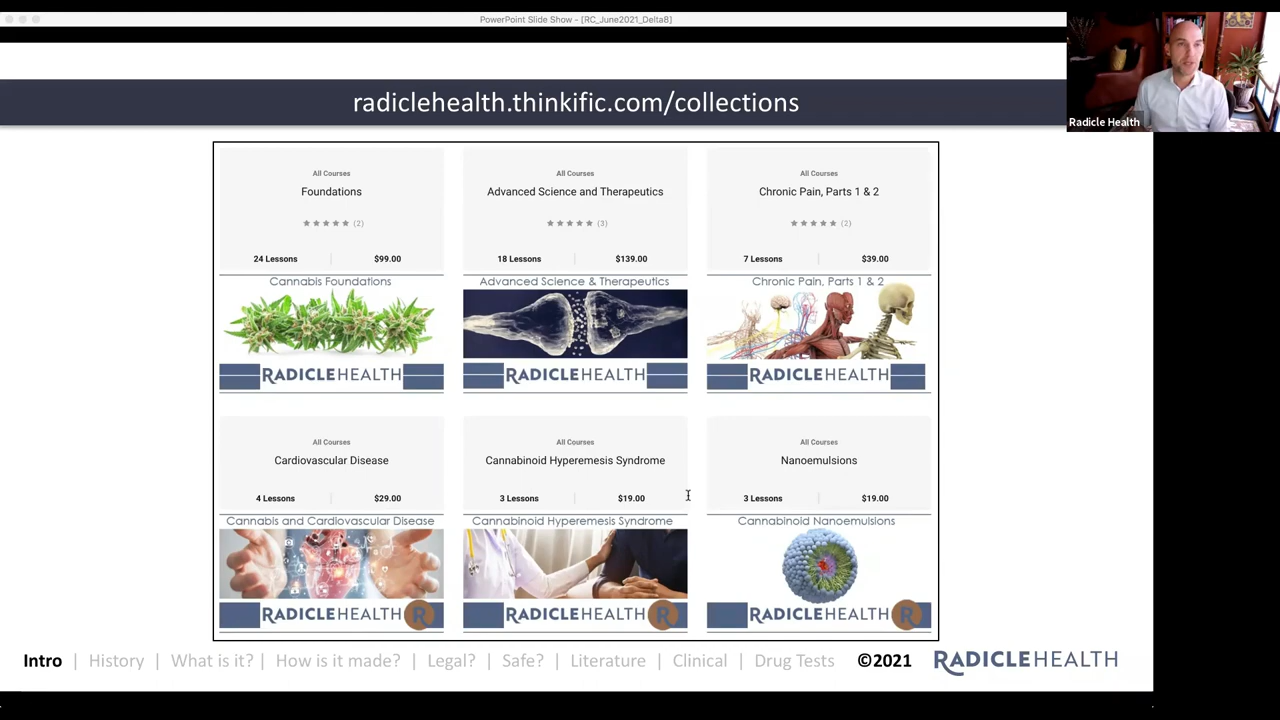 PowerPoint Slide Show - [RC_June2021_Delta8]
Radicle Health
radiclehealth.thinkific.com/collections
All Courses
Foundations
★★★★★ (2)
24 Lessons | $99.00
Cannabis Foundations
RADICLEHEALTH
All Courses
Advanced Science and Therapeutics
★★★★★ (3)
18 Lessons | $139.00
Advanced Science & Therapeutics
RADICLEHEALTH
All Courses
Chronic Pain, Parts 1 & 2
★★★★★ (2)
7 Lessons | $39.00
Chronic Pain, Parts 1 & 2
RADICLEHEALTH
All Courses
Cardiovascular Disease
4 Lessons | $29.00
Cannabis and Cardiovascular Disease
RADICLEHEALTH R
All Courses
Cannabinoid Hyperemesis Syndrome
3 Lessons | $19.00
Cannabinoid Hyperemesis Syndrome
RADICLEHEALTH R
All Courses
Nanoemulsions
3 Lessons | $19.00
Cannabinoid Nanoemulsions
RADICLEHEALTH R
Intro | History | What is it? | How is it made? | Legal? | Safe? | Literature | Clinical | Drug Tests ©2021 RADICLEHEALTH